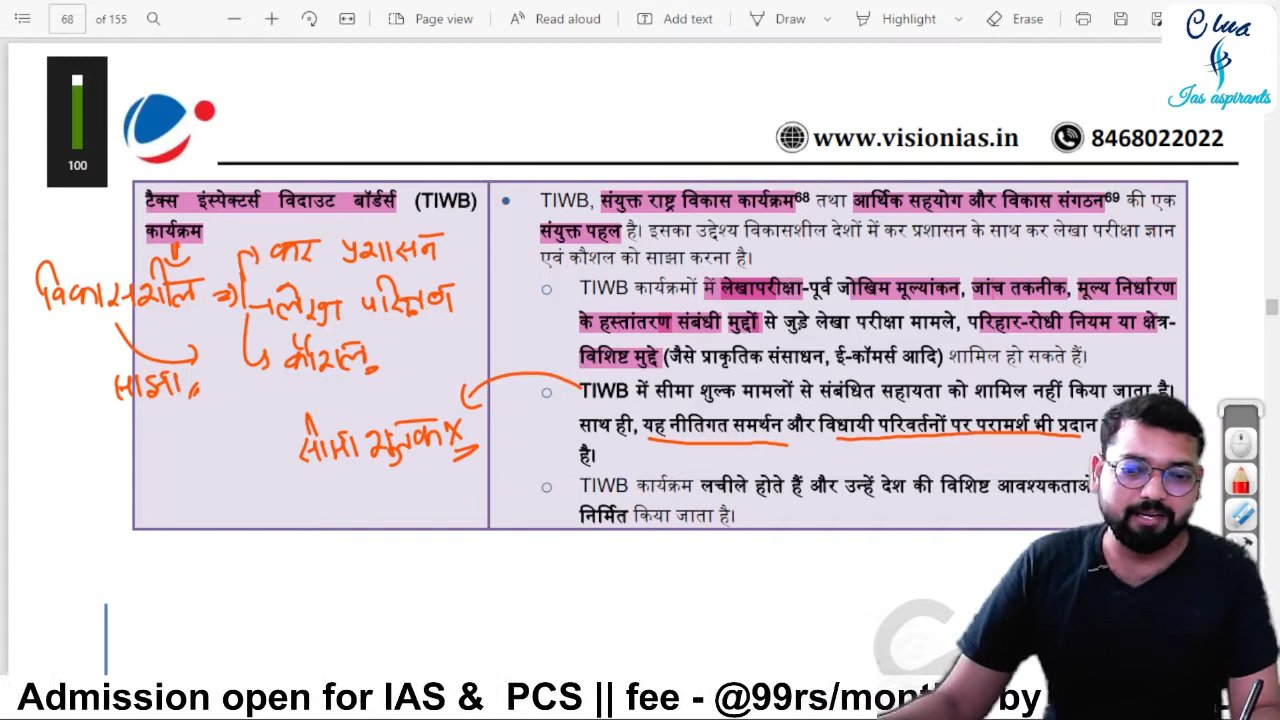 68 of 155 Page view Read aloud Add text Draw Highlight Erase
Clua
Ias aspirants
100
www.visionias.in 8468022022
टैक्स इंस्पेक्टर्स विदाउट बॉर्डर्स (TIWB)
कार्यक्रम
कर प्रशासन
विकासशील
कौशल
साझा
सीमा शुल्क x
• TIWB, संयुक्त राष्ट्र विकास कार्यक्रम68 तथा आर्थिक सहयोग और विकास संगठन69 की एक
संयुक्त पहल है। इसका उद्देश्य विकासशील देशों में कर प्रशासन के साथ कर लेखा परीक्षा ज्ञान
एवं कौशल को साझा करना है।
o TIWB कार्यक्रमों में लेखापरीक्षा-पूर्व जोखिम मूल्यांकन, जांच तकनीक, मूल्य निर्धारण
के हस्तांतरण संबंधी मुद्दों से जुड़े लेखा परीक्षा मामले, परिहार-रोधी नियम या क्षेत्र-
विशिष्ट मुद्दे (जैसे प्राकृतिक संसाधन, ई-कॉमर्स आदि) शामिल हो सकते हैं।
o TIWB में सीमा शुल्क मामलों से संबंधित सहायता को शामिल नहीं किया जाता है।
साथ ही, यह नीतिगत समर्थन और विधायी परिवर्तनों पर परामर्श भी प्रदान
है।
o TIWB कार्यक्रम लचीले होते हैं और उन्हें देश की विशिष्ट
निर्मित किया जाता है।
Admission open for IAS & PCS || fee - @99rs/month by